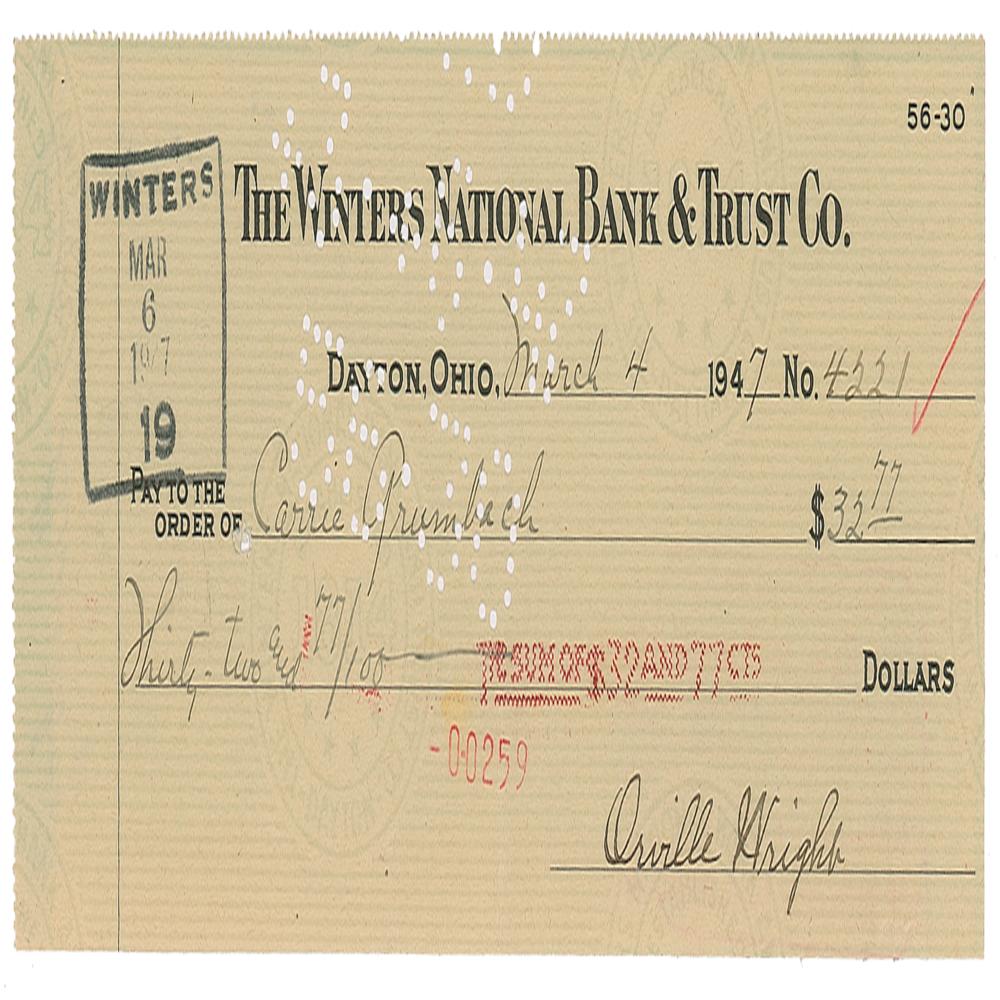 56-30
WINTERS
MAR
6
19
THE WINTERS NATIONAL BANK & TRUST CO.
DAYTON, OHIO, March 4 1947 No. 4221
PAY TO THE
ORDER OF Carrie Grumbach $32 77
Thirty-two and 77/100 THE SUM OF $32 AND 77 CTS DOLLARS
-00259
Orville Wright